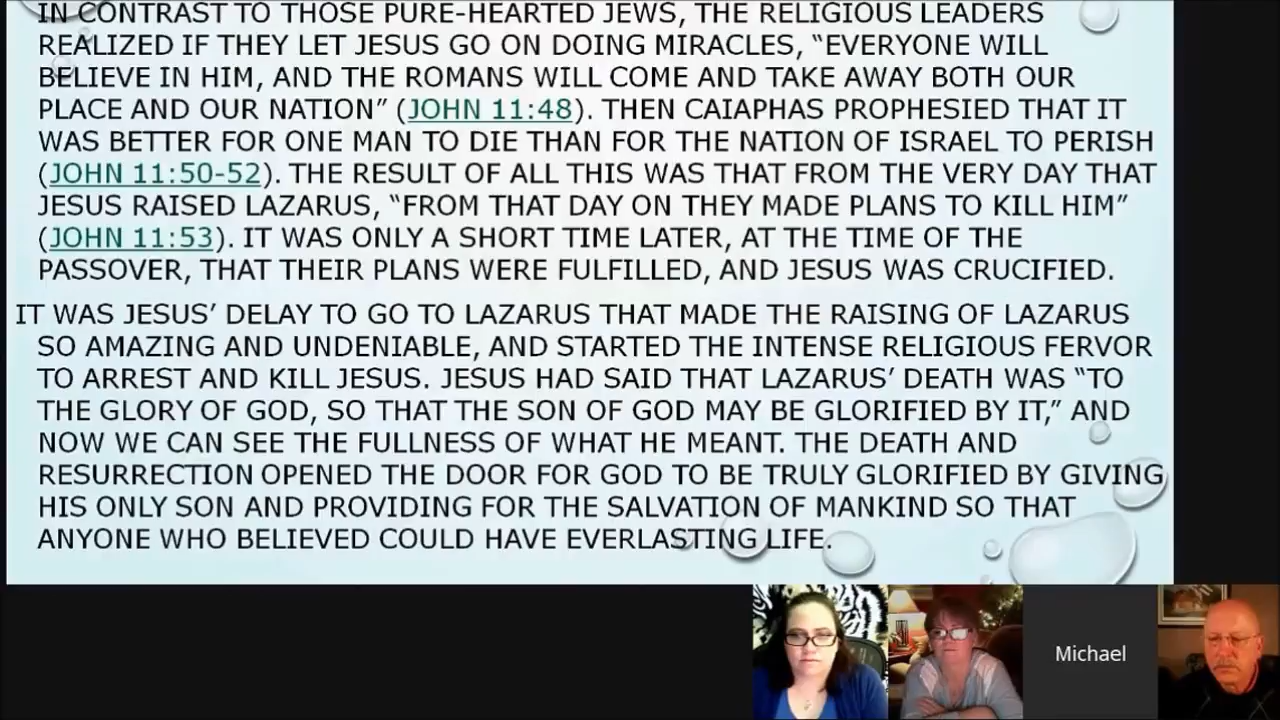 IN CONTRAST TO THOSE PURE-HEARTED JEWS, THE RELIGIOUS LEADERS
REALIZED IF THEY LET JESUS GO ON DOING MIRACLES, “EVERYONE WILL
BELIEVE IN HIM, AND THE ROMANS WILL COME AND TAKE AWAY BOTH OUR
PLACE AND OUR NATION” (JOHN 11:48). THEN CAIAPHAS PROPHESIED THAT IT
WAS BETTER FOR ONE MAN TO DIE THAN FOR THE NATION OF ISRAEL TO PERISH
(JOHN 11:50-52). THE RESULT OF ALL THIS WAS THAT FROM THE VERY DAY THAT
JESUS RAISED LAZARUS, “FROM THAT DAY ON THEY MADE PLANS TO KILL HIM”
(JOHN 11:53). IT WAS ONLY A SHORT TIME LATER, AT THE TIME OF THE
PASSOVER, THAT THEIR PLANS WERE FULFILLED, AND JESUS WAS CRUCIFIED.
IT WAS JESUS’ DELAY TO GO TO LAZARUS THAT MADE THE RAISING OF LAZARUS
SO AMAZING AND UNDENIABLE, AND STARTED THE INTENSE RELIGIOUS FERVOR
TO ARREST AND KILL JESUS. JESUS HAD SAID THAT LAZARUS’ DEATH WAS “TO
THE GLORY OF GOD, SO THAT THE SON OF GOD MAY BE GLORIFIED BY IT,” AND
NOW WE CAN SEE THE FULLNESS OF WHAT HE MEANT. THE DEATH AND
RESURRECTION OPENED THE DOOR FOR GOD TO BE TRULY GLORIFIED BY GIVING
HIS ONLY SON AND PROVIDING FOR THE SALVATION OF MANKIND SO THAT
ANYONE WHO BELIEVED COULD HAVE EVERLASTING LIFE.
Michael